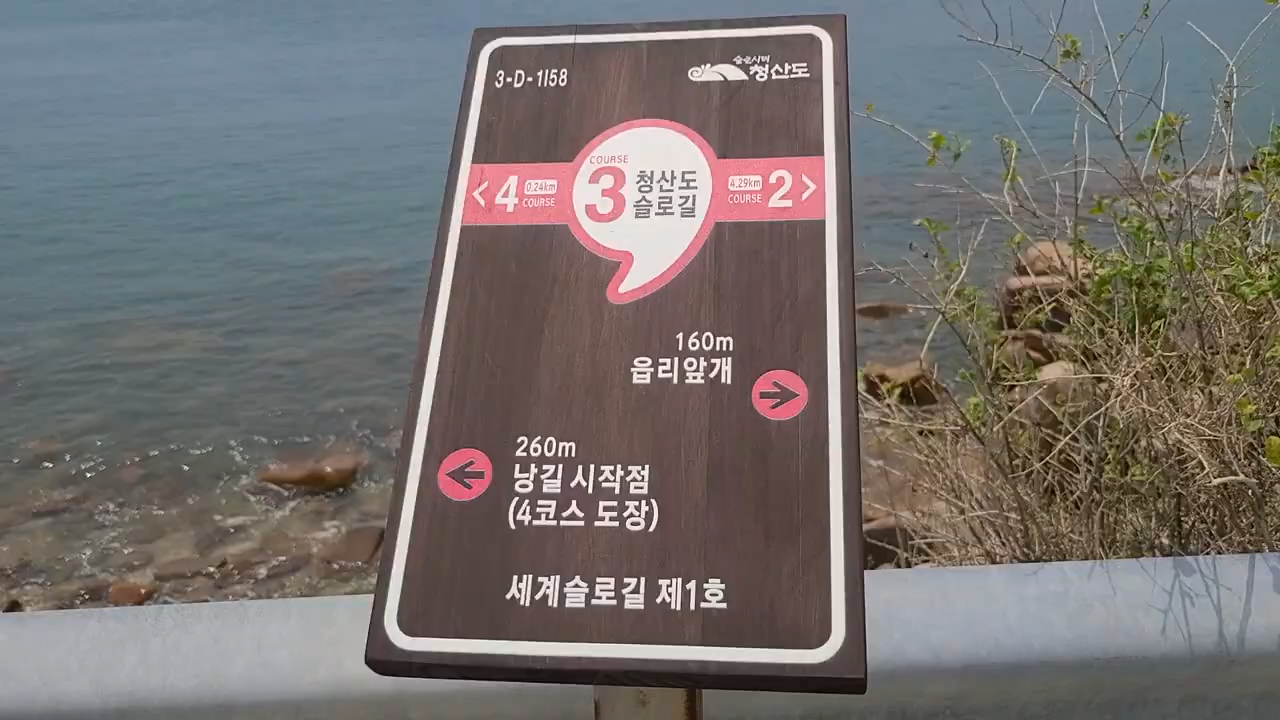 3-D-1158
슬로시티
청산도
< 4 0.24km COURSE
COURSE
3 청산도
슬로길
4.29km COURSE 2 >
160m
읍리앞개
260m
낭길 시작점
(4코스 도장)
세계슬로길 제1호